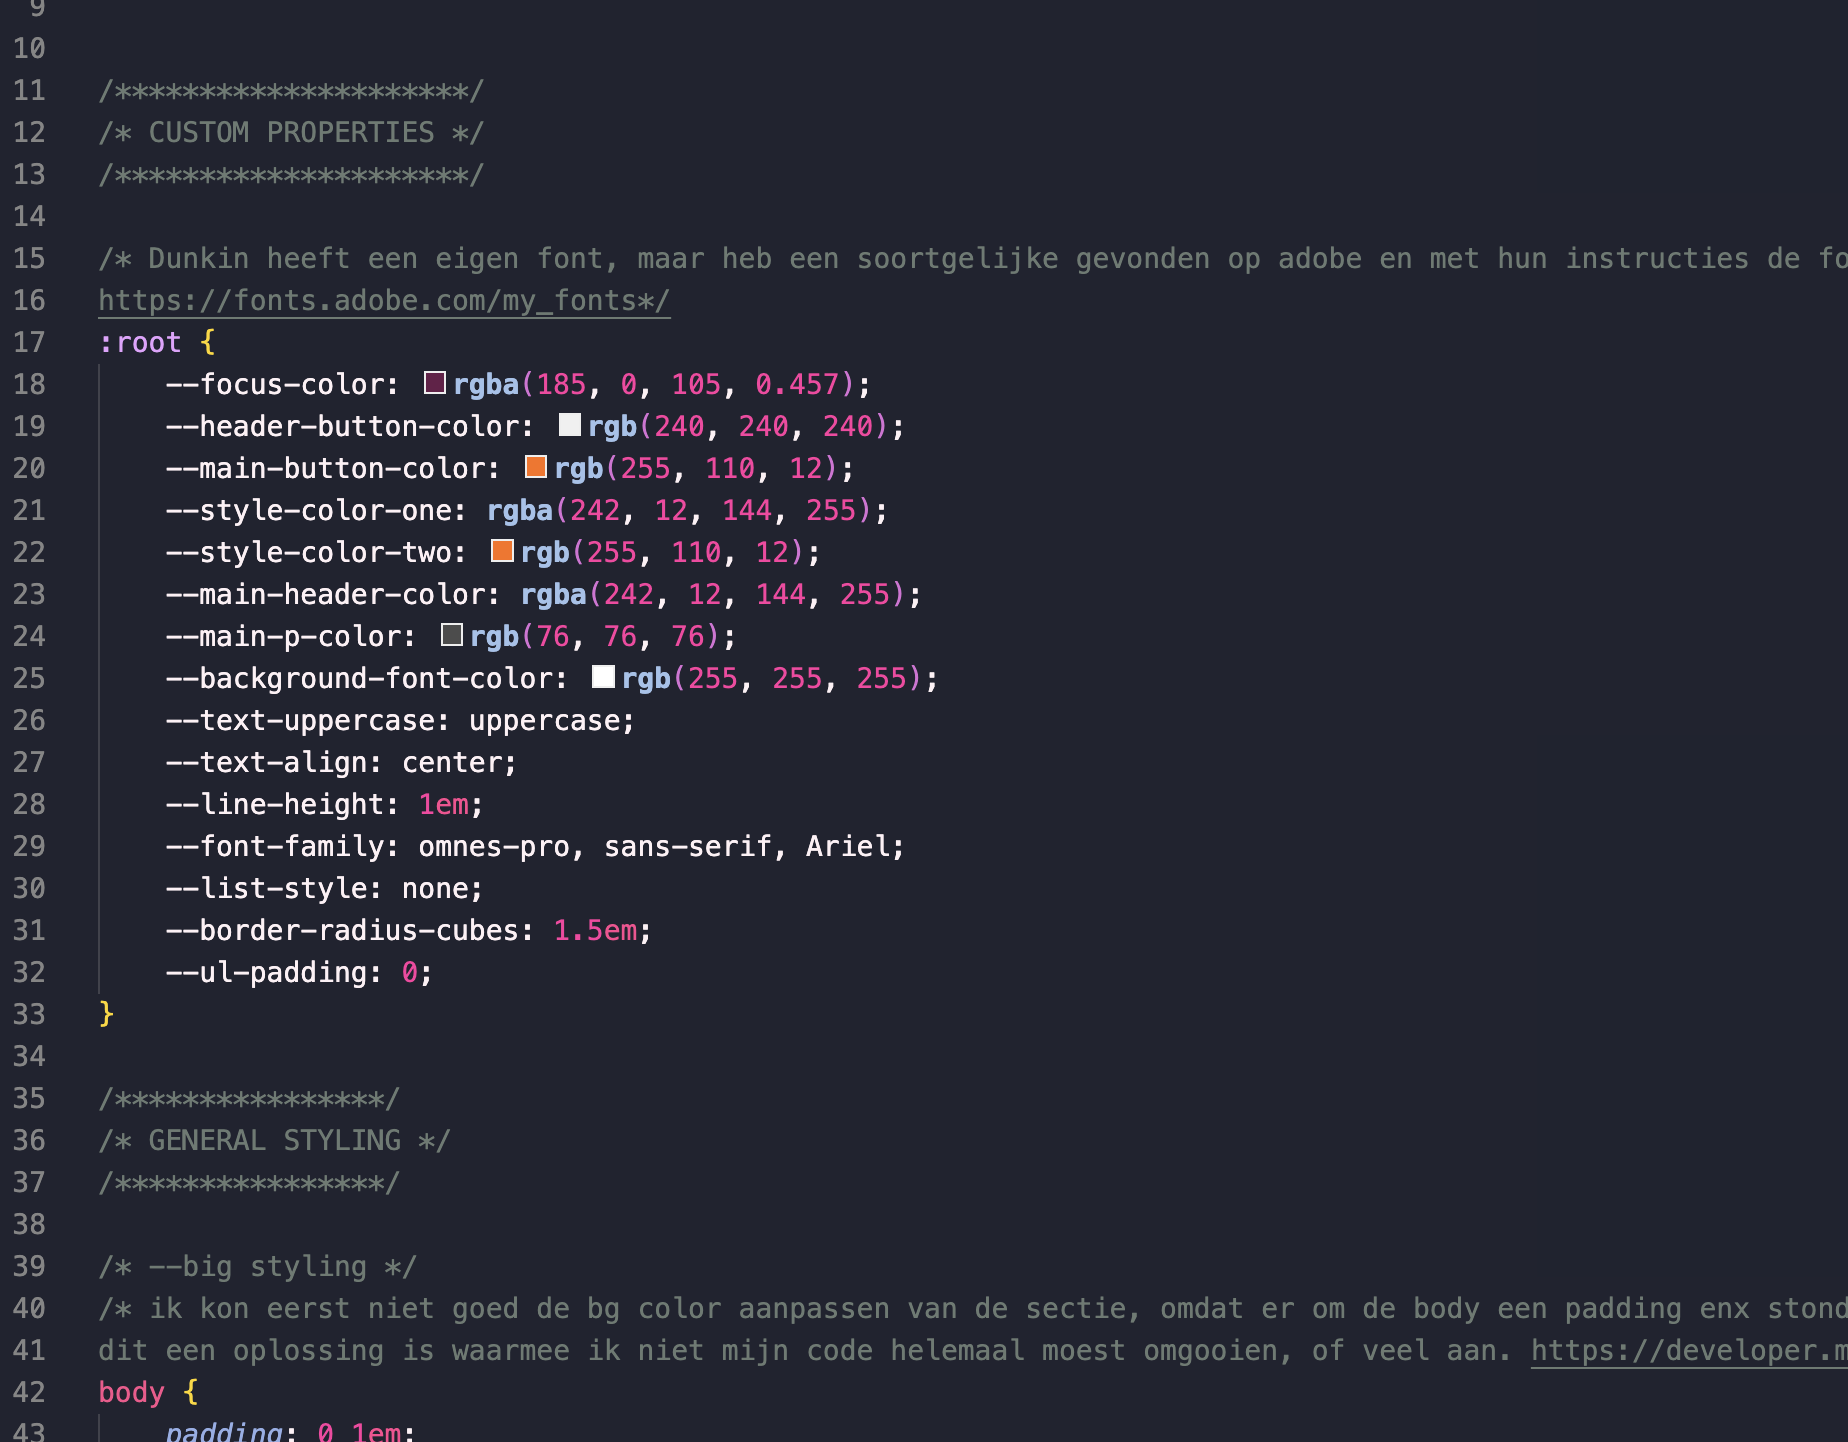 9
10
11 /*********************/
12 /* CUSTOM PROPERTIES */
13 /*********************/
14
15 /* Dunkin heeft een eigen font, maar heb een soortgelijke gevonden op adobe en met hun instructies de fo
16 https://fonts.adobe.com/my_fonts*/
17 :root {
18 --focus-color: rgba(185, 0, 105, 0.457);
19 --header-button-color: rgb(240, 240, 240);
20 --main-button-color: rgb(255, 110, 12);
21 --style-color-one: rgba(242, 12, 144, 255);
22 --style-color-two: rgb(255, 110, 12);
23 --main-header-color: rgba(242, 12, 144, 255);
24 --main-p-color: rgb(76, 76, 76);
25 --background-font-color: rgb(255, 255, 255);
26 --text-uppercase: uppercase;
27 --text-align: center;
28 --line-height: 1em;
29 --font-family: omnes-pro, sans-serif, Ariel;
30 --list-style: none;
31 --border-radius-cubes: 1.5em;
32 --ul-padding: 0;
33 }
34
35 /****************/
36 /* GENERAL STYLING */
37 /****************/
38
39 /* --big styling */
40 /* ik kon eerst niet goed de bg color aanpassen van de sectie, omdat er om de body een padding enx stond
41 dit een oplossing is waarmee ik niet mijn code helemaal moest omgooien, of veel aan. https://developer.m
42 body {
43 padding: 0 1em;